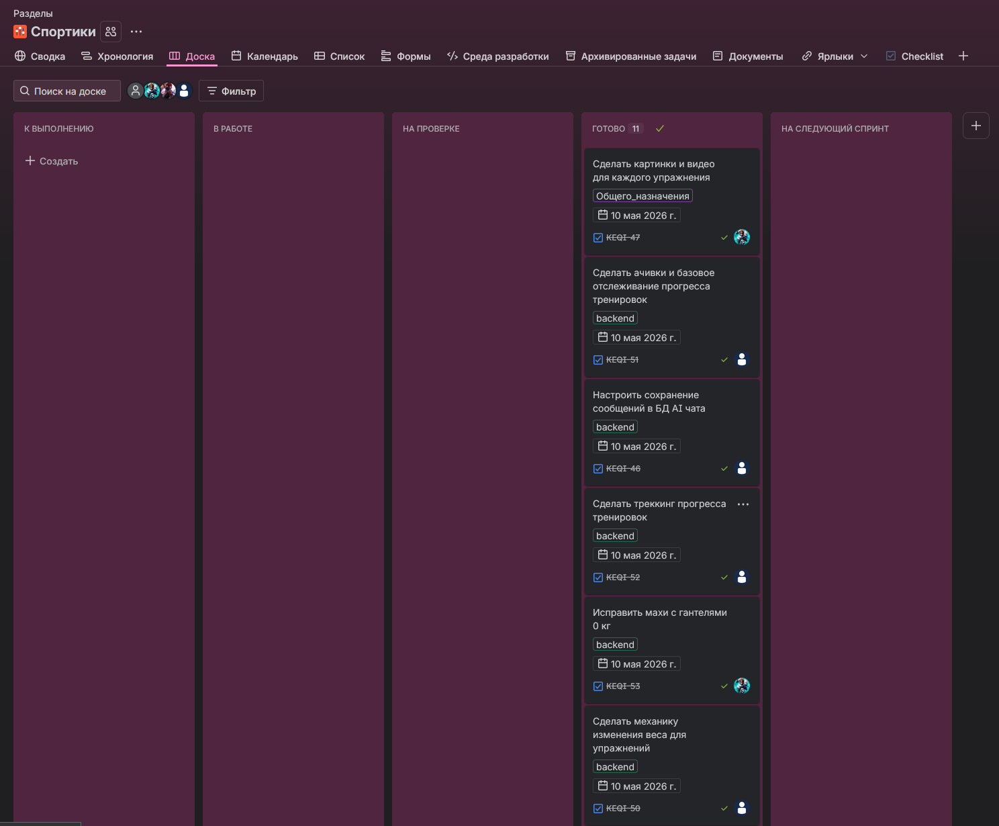 Разделы
Спортики
Сводка
Хронология
Доска
Календарь
Список
Формы
Среда разработки
Архивированные задачи
Документы
Ярлыки
Checklist
Поиск на доске
Фильтр
К ВЫПОЛНЕНИЮ
Создать
В РАБОТЕ
НА ПРОВЕРКЕ
ГОТОВО 11
Сделать картинки и видео
для каждого упражнения
Общего_назначения
10 мая 2026 г.
KEQI-47
Сделать ачивки и базовое
отслеживание прогресса
тренировок
backend
10 мая 2026 г.
KEQI-51
Настроить сохранение
сообщений в БД AI чата
backend
10 мая 2026 г.
KEQI-46
Сделать треккинг прогресса
тренировок
backend
10 мая 2026 г.
KEQI-52
Исправить махи с гантелями
0 кг
backend
10 мая 2026 г.
KEQI-53
Сделать механику
изменения веса для
упражнений
backend
10 мая 2026 г.
KEQI-50
НА СЛЕДУЮЩИЙ СПРИНТ